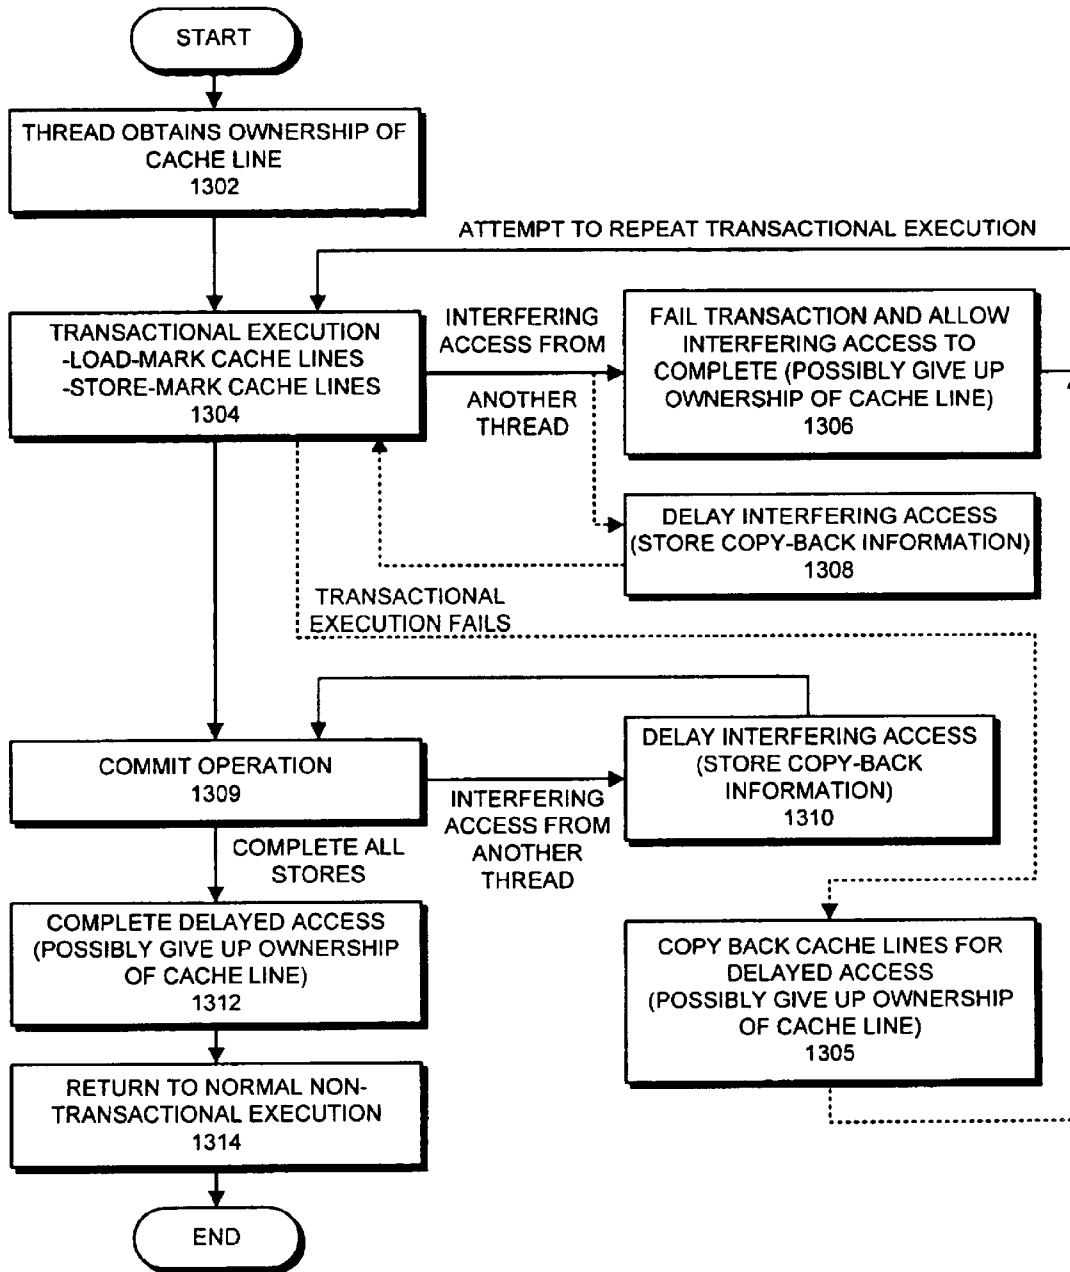 START
THREAD OBTAINS OWNERSHIP OF
CACHE LINE
1302
ATTEMPT TO REPEAT TRANSACTIONAL EXECUTION
TRANSACTIONAL EXECUTION
-LOAD-MARK CACHE LINES
-STORE-MARK CACHE LINES
1304
INTERFERING
ACCESS FROM
ANOTHER
THREAD
FAIL TRANSACTION AND ALLOW
INTERFERING ACCESS TO
COMPLETE (POSSIBLY GIVE UP
OWNERSHIP OF CACHE LINE)
1306
DELAY INTERFERING ACCESS
(STORE COPY-BACK INFORMATION)
1308
TRANSACTIONAL
EXECUTION FAILS
COMMIT OPERATION
1309
INTERFERING
ACCESS FROM
ANOTHER
THREAD
DELAY INTERFERING ACCESS
(STORE COPY-BACK
INFORMATION)
1310
COMPLETE ALL
STORES
COMPLETE DELAYED ACCESS
(POSSIBLY GIVE UP OWNERSHIP
OF CACHE LINE)
1312
COPY BACK CACHE LINES FOR
DELAYED ACCESS
(POSSIBLY GIVE UP OWNERSHIP
OF CACHE LINE)
1305
RETURN TO NORMAL NON-
TRANSACTIONAL EXECUTION
1314
END